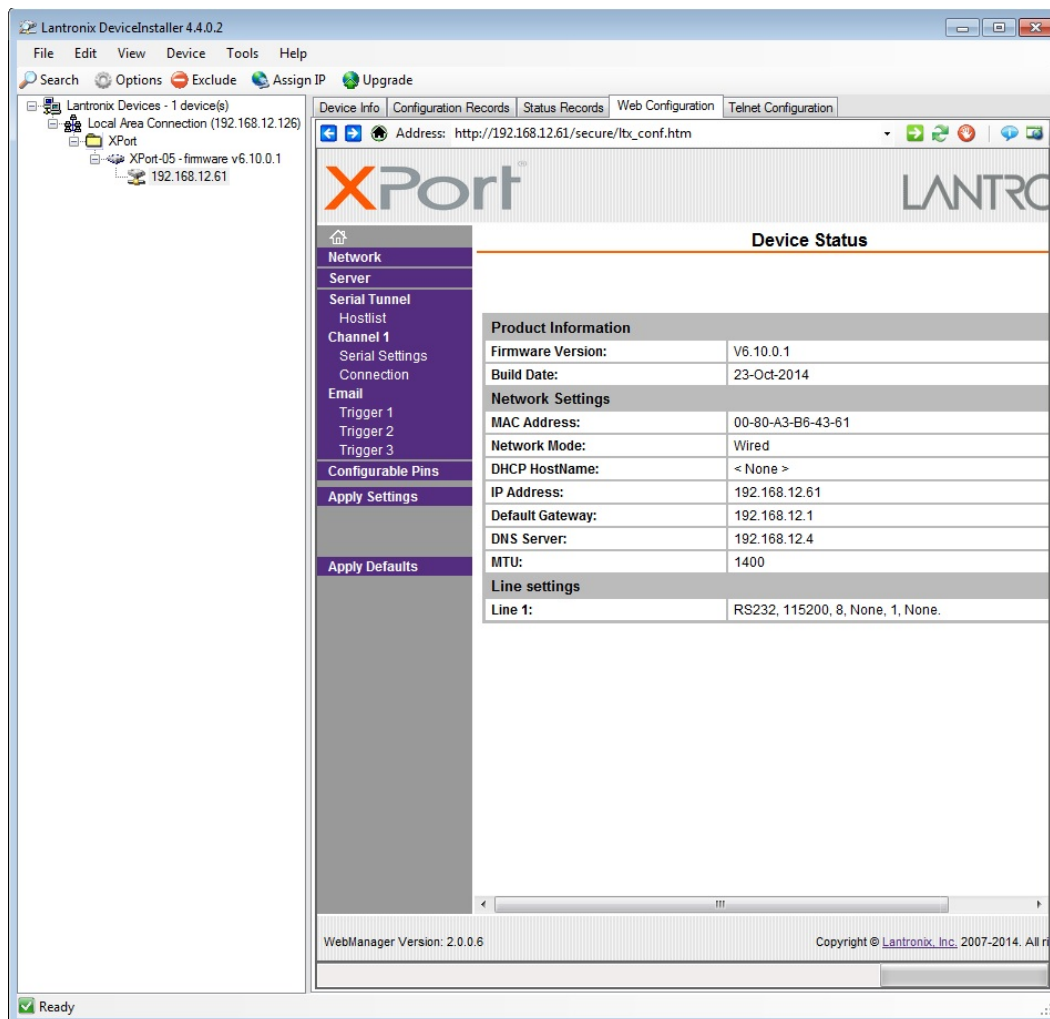 Lantronix DeviceInstaller 4.4.0.2
File Edit View Device Tools Help
Search Options Exclude Assign IP Upgrade
Lantronix Devices - 1 device(s)
Local Area Connection (192.168.12.126)
XPort
XPort-05 - firmware v6.10.0.1
192.168.12.61
Device Info Configuration Records Status Records Web Configuration Telnet Configuration
Address: http://192.168.12.61/secure/ltx_conf.htm
XPort™
LANTRO
Network
Server
Serial Tunnel
Hostlist
Channel 1
Serial Settings
Connection
Email
Trigger 1
Trigger 2
Trigger 3
Configurable Pins
Apply Settings
Apply Defaults
Device Status
Product Information
Firmware Version: V6.10.0.1
Build Date: 23-Oct-2014
Network Settings
MAC Address: 00-80-A3-B6-43-61
Network Mode: Wired
DHCP HostName: < None >
IP Address: 192.168.12.61
Default Gateway: 192.168.12.1
DNS Server: 192.168.12.4
MTU: 1400
Line settings
Line 1: RS232, 115200, 8, None, 1, None.
WebManager Version: 2.0.0.6
Copyright © Lantronix, Inc. 2007-2014. All ri
Ready